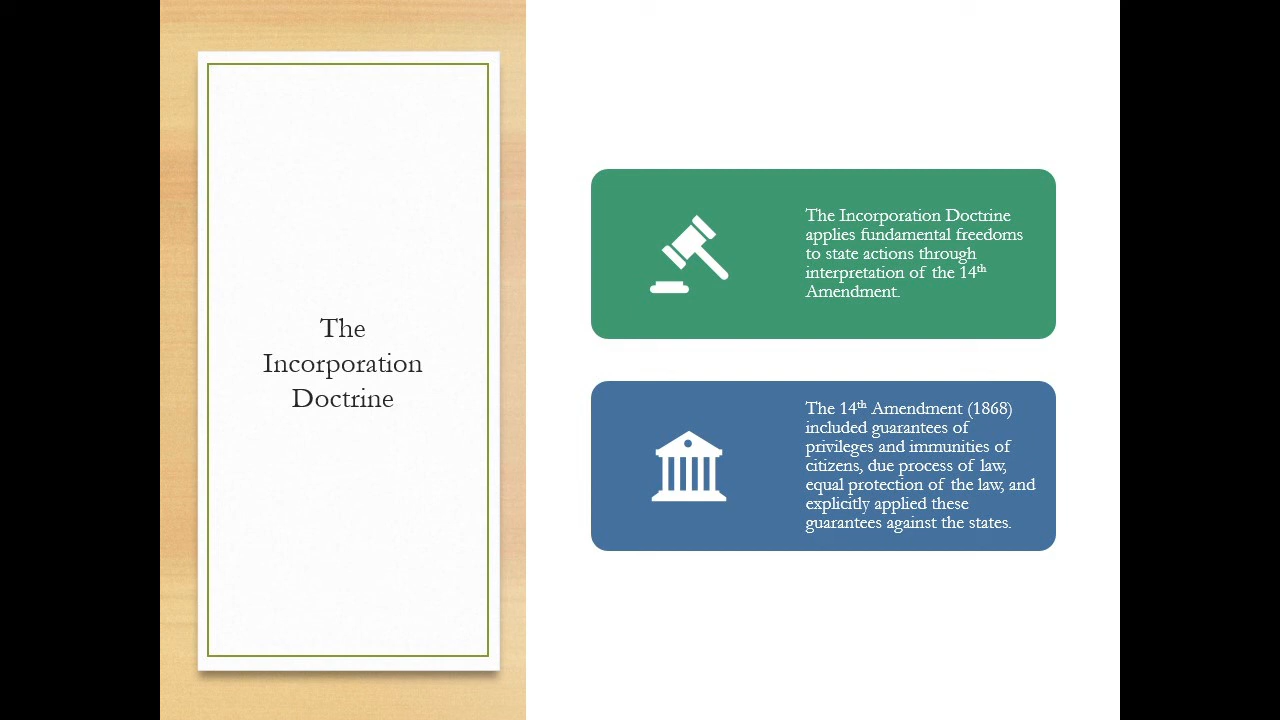 The
Incorporation
Doctrine
The Incorporation Doctrine
applies fundamental freedoms
to state actions through
interpretation of the 14th
Amendment.
The 14th Amendment (1868)
included guarantees of
privileges and immunities of
citizens, due process of law,
equal protection of the law, and
explicitly applied these
guarantees against the states.